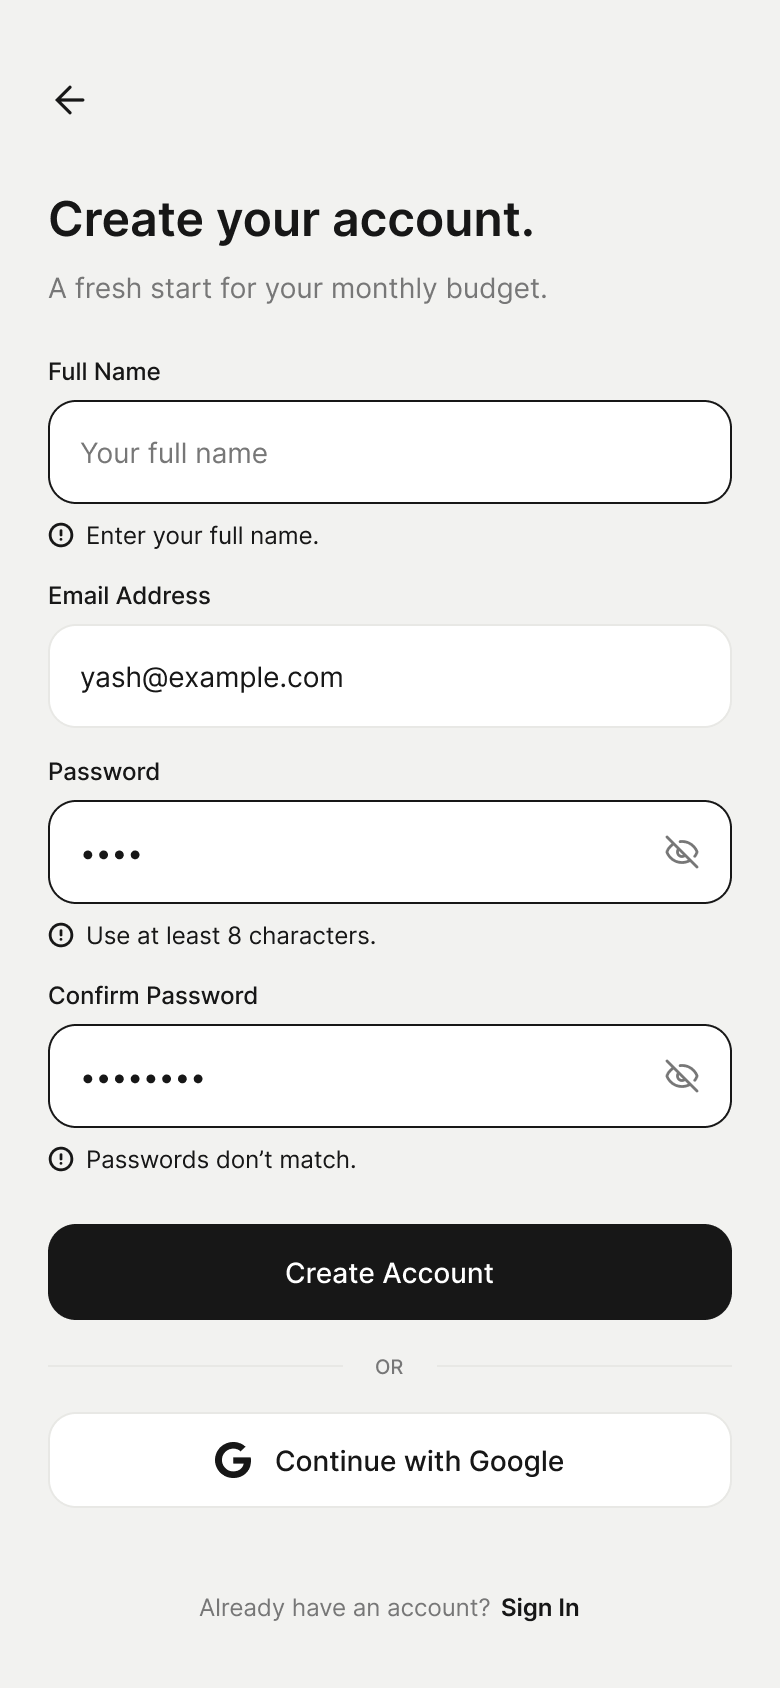 Create your account.
A fresh start for your monthly budget.
Full Name
Your full name
Enter your full name.
Email Address
yash@example.com
Password
••••
Use at least 8 characters.
Confirm Password
••••••••
Passwords don’t match.
Create Account
OR
Continue with Google
Already have an account? Sign In